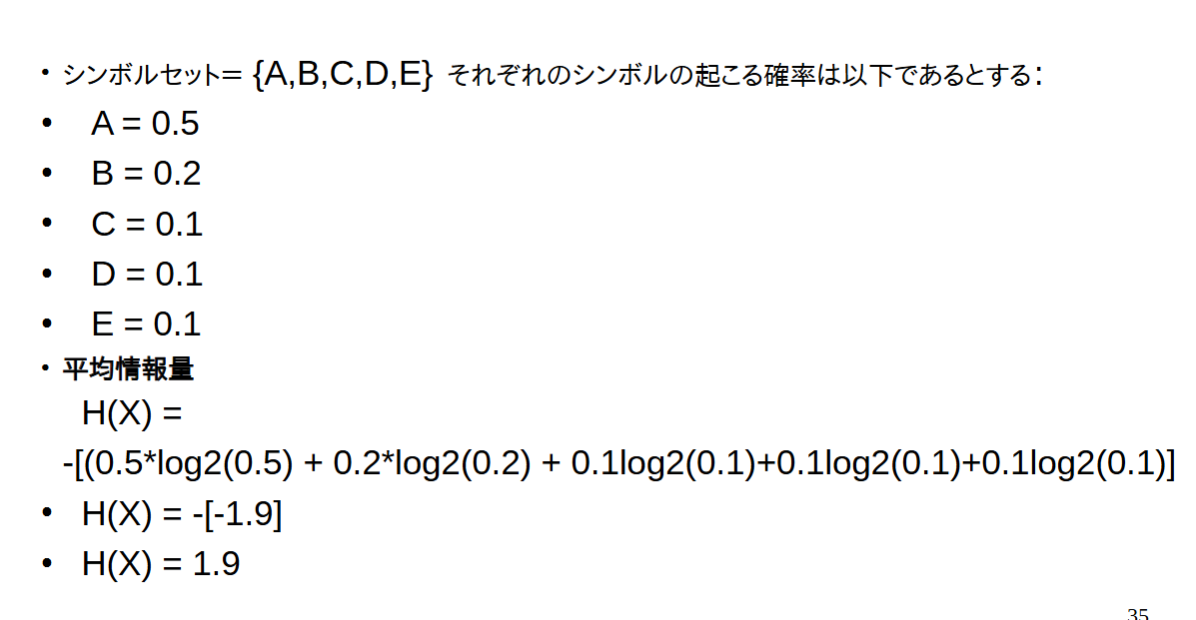 • シンボルセット= {A,B,C,D,E} それぞれのシンボルの起こる確率は以下であるとする:
• A = 0.5
• B = 0.2
• C = 0.1
• D = 0.1
• E = 0.1
• 平均情報量
H(X) =
-[(0.5*log2(0.5) + 0.2*log2(0.2) + 0.1log2(0.1)+0.1log2(0.1)+0.1log2(0.1)]
• H(X) = -[-1.9]
• H(X) = 1.9
35